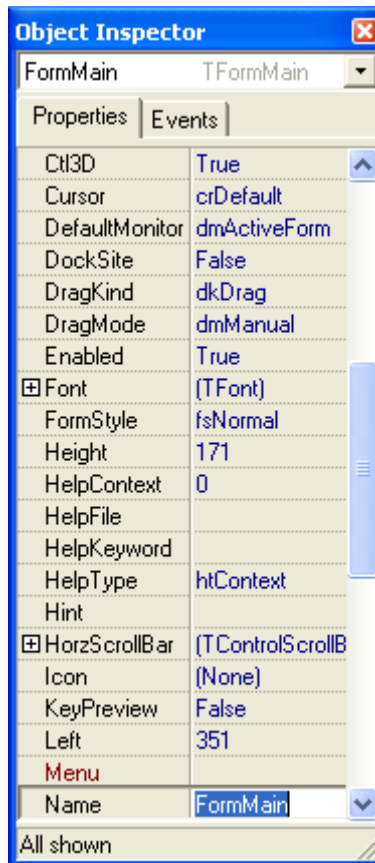 Object Inspector
FormMain TFormMain
Properties Events
Ctl3D True
Cursor crDefault
DefaultMonitor dmActiveForm
DockSite False
DragKind dkDrag
DragMode dmManual
Enabled True
Font (TFont)
FormStyle fsNormal
Height 171
HelpContext 0
HelpFile
HelpKeyword
HelpType htContext
Hint
HorzScrollBar (TControlScrollB
Icon (None)
KeyPreview False
Left 351
Menu
Name FormMain
All shown